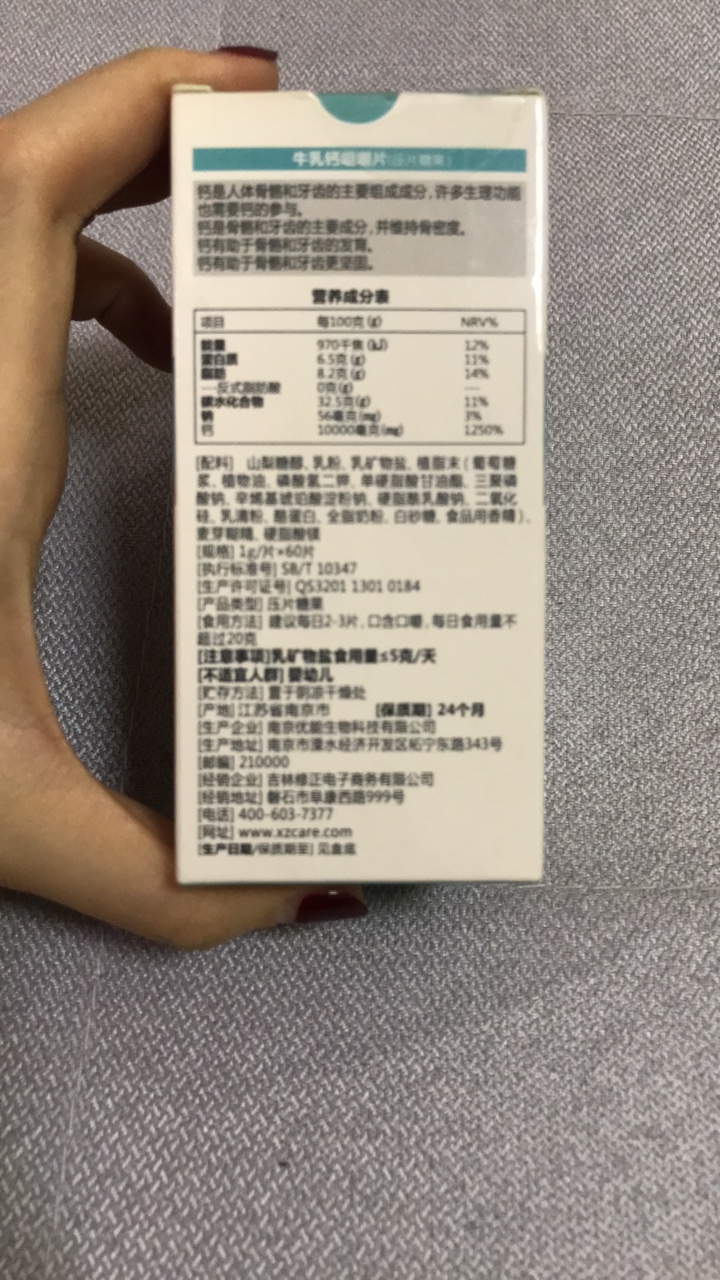 牛乳钙咀嚼片(压片糖果)
钙是人体骨骼和牙齿的主要组成成分,许多生理功能
也需要钙的参与。
钙是骨骼和牙齿的主要成分,并维持骨密度。
钙有助于骨骼和牙齿的发育。
钙有助于骨骼和牙齿更坚固。
营养成分表
项目 每100克(g) NRV%
能量 970千焦(kJ) 12%
蛋白质 6.5克(g) 11%
脂肪 8.2克(g) 14%
---反式脂肪酸 0克(g) ---
碳水化合物 32.5克(g) 11%
钠 56毫克(mg) 3%
钙 10000毫克(mg) 1250%
[配料] 山梨糖醇、乳粉、乳矿物盐、植脂末(葡萄糖
浆、植物油、磷酸氢二钾、单硬脂酸甘油酯、三聚磷
酸钠、辛烯基琥珀酸淀粉钠、硬脂酰乳酸钠、二氧化
硅、乳清粉、酪蛋白、全脂奶粉、白砂糖、食品用香精)、
麦芽糊精、硬脂酸镁
[规格] 1g/片×60片
[执行标准号] SB/T 10347
[生产许可证号] QS3201 1301 0184
[产品类型] 压片糖果
[食用方法] 建议每日2-3片,口含口嚼,每日食用量不
超过20克
[注意事项]乳矿物盐食用量≤5克/天
[不适宜人群] 婴幼儿
[贮存方法] 置于阴凉干燥处
[产地] 江苏省南京市 [保质期] 24个月
[生产企业] 南京优能生物科技有限公司
[生产地址] 南京市溧水经济开发区柘宁东路343号
[邮编] 210000
[经销企业] 吉林修正电子商务有限公司
[经销地址] 磐石市阜康西路999号
[电话] 400-603-7377
[网址] www.xzcare.com
[生产日期/保质期至] 见盒底